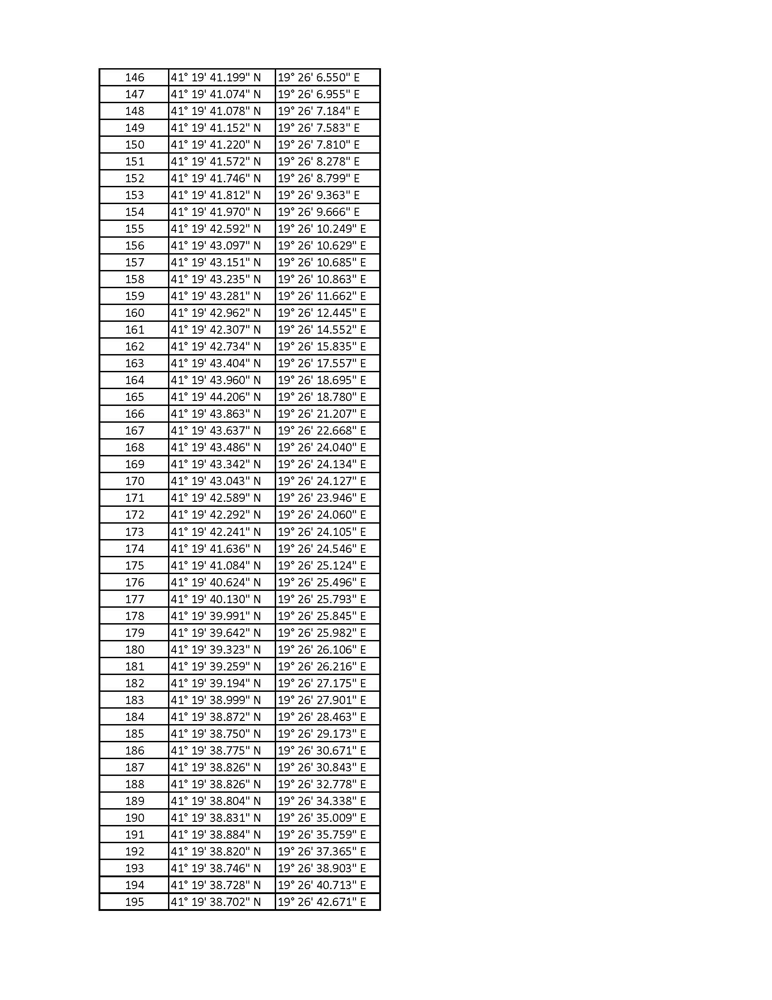 146 41° 19' 41.199" N 19° 26' 6.550" E
147 41° 19' 41.074" N 19° 26' 6.955" E
148 41° 19' 41.078" N 19° 26' 7.184" E
149 41° 19' 41.152" N 19° 26' 7.583" E
150 41° 19' 41.220" N 19° 26' 7.810" E
151 41° 19' 41.572" N 19° 26' 8.278" E
152 41° 19' 41.746" N 19° 26' 8.799" E
153 41° 19' 41.812" N 19° 26' 9.363" E
154 41° 19' 41.970" N 19° 26' 9.666" E
155 41° 19' 42.592" N 19° 26' 10.249" E
156 41° 19' 43.097" N 19° 26' 10.629" E
157 41° 19' 43.151" N 19° 26' 10.685" E
158 41° 19' 43.235" N 19° 26' 10.863" E
159 41° 19' 43.281" N 19° 26' 11.662" E
160 41° 19' 42.962" N 19° 26' 12.445" E
161 41° 19' 42.307" N 19° 26' 14.552" E
162 41° 19' 42.734" N 19° 26' 15.835" E
163 41° 19' 43.404" N 19° 26' 17.557" E
164 41° 19' 43.960" N 19° 26' 18.695" E
165 41° 19' 44.206" N 19° 26' 18.780" E
166 41° 19' 43.863" N 19° 26' 21.207" E
167 41° 19' 43.637" N 19° 26' 22.668" E
168 41° 19' 43.486" N 19° 26' 24.040" E
169 41° 19' 43.342" N 19° 26' 24.134" E
170 41° 19' 43.043" N 19° 26' 24.127" E
171 41° 19' 42.589" N 19° 26' 23.946" E
172 41° 19' 42.292" N 19° 26' 24.060" E
173 41° 19' 42.241" N 19° 26' 24.105" E
174 41° 19' 41.636" N 19° 26' 24.546" E
175 41° 19' 41.084" N 19° 26' 25.124" E
176 41° 19' 40.624" N 19° 26' 25.496" E
177 41° 19' 40.130" N 19° 26' 25.793" E
178 41° 19' 39.991" N 19° 26' 25.845" E
179 41° 19' 39.642" N 19° 26' 25.982" E
180 41° 19' 39.323" N 19° 26' 26.106" E
181 41° 19' 39.259" N 19° 26' 26.216" E
182 41° 19' 39.194" N 19° 26' 27.175" E
183 41° 19' 38.999" N 19° 26' 27.901" E
184 41° 19' 38.872" N 19° 26' 28.463" E
185 41° 19' 38.750" N 19° 26' 29.173" E
186 41° 19' 38.775" N 19° 26' 30.671" E
187 41° 19' 38.826" N 19° 26' 30.843" E
188 41° 19' 38.826" N 19° 26' 32.778" E
189 41° 19' 38.804" N 19° 26' 34.338" E
190 41° 19' 38.831" N 19° 26' 35.009" E
191 41° 19' 38.884" N 19° 26' 35.759" E
192 41° 19' 38.820" N 19° 26' 37.365" E
193 41° 19' 38.746" N 19° 26' 38.903" E
194 41° 19' 38.728" N 19° 26' 40.713" E
195 41° 19' 38.702" N 19° 26' 42.671" E